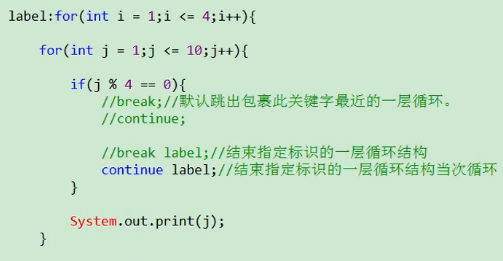 label:for(int i = 1;i <= 4;i++){
for(int j = 1;j <= 10;j++){
if(j % 4 == 0){
//break;//默认跳出包裹此关键字最近的一层循环。
//continue;
//break label;//结束指定标识的一层循环结构
continue label;//结束指定标识的一层循环结构当次循环
}
System.out.print(j);
}